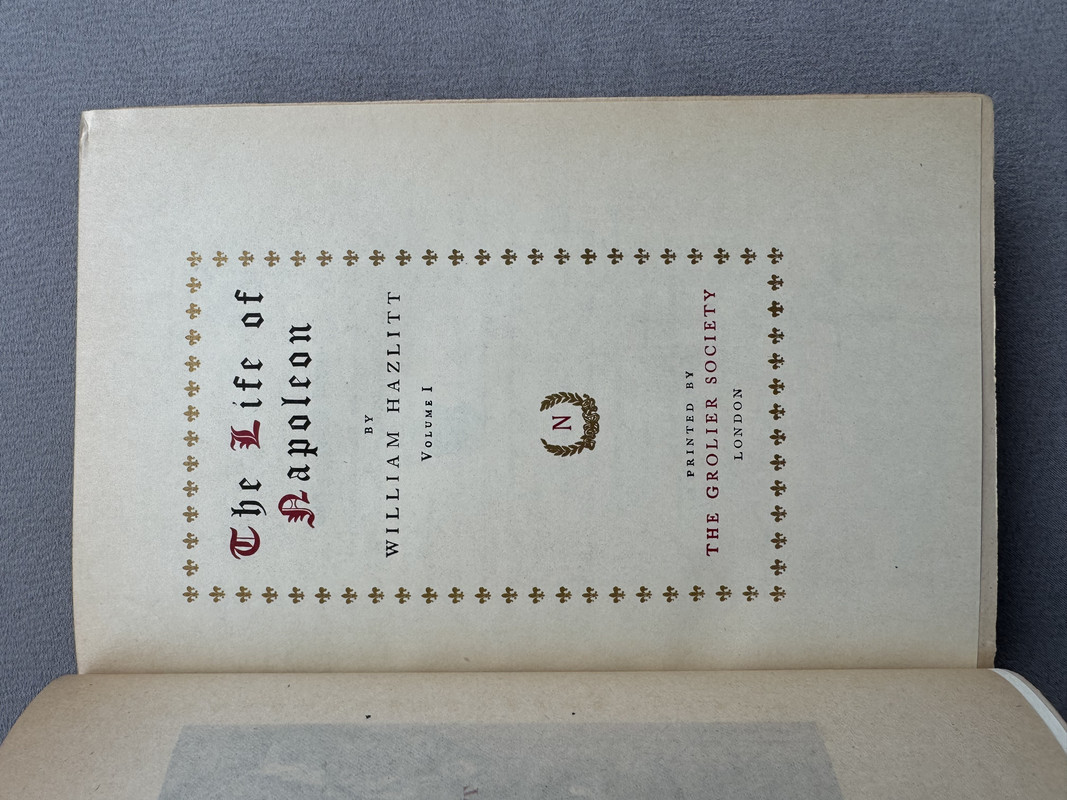 The Life of
Napoleon
BY
WILLIAM HAZLITT
VOLUME I
N
PRINTED BY
THE GROLIER SOCIETY
LONDON